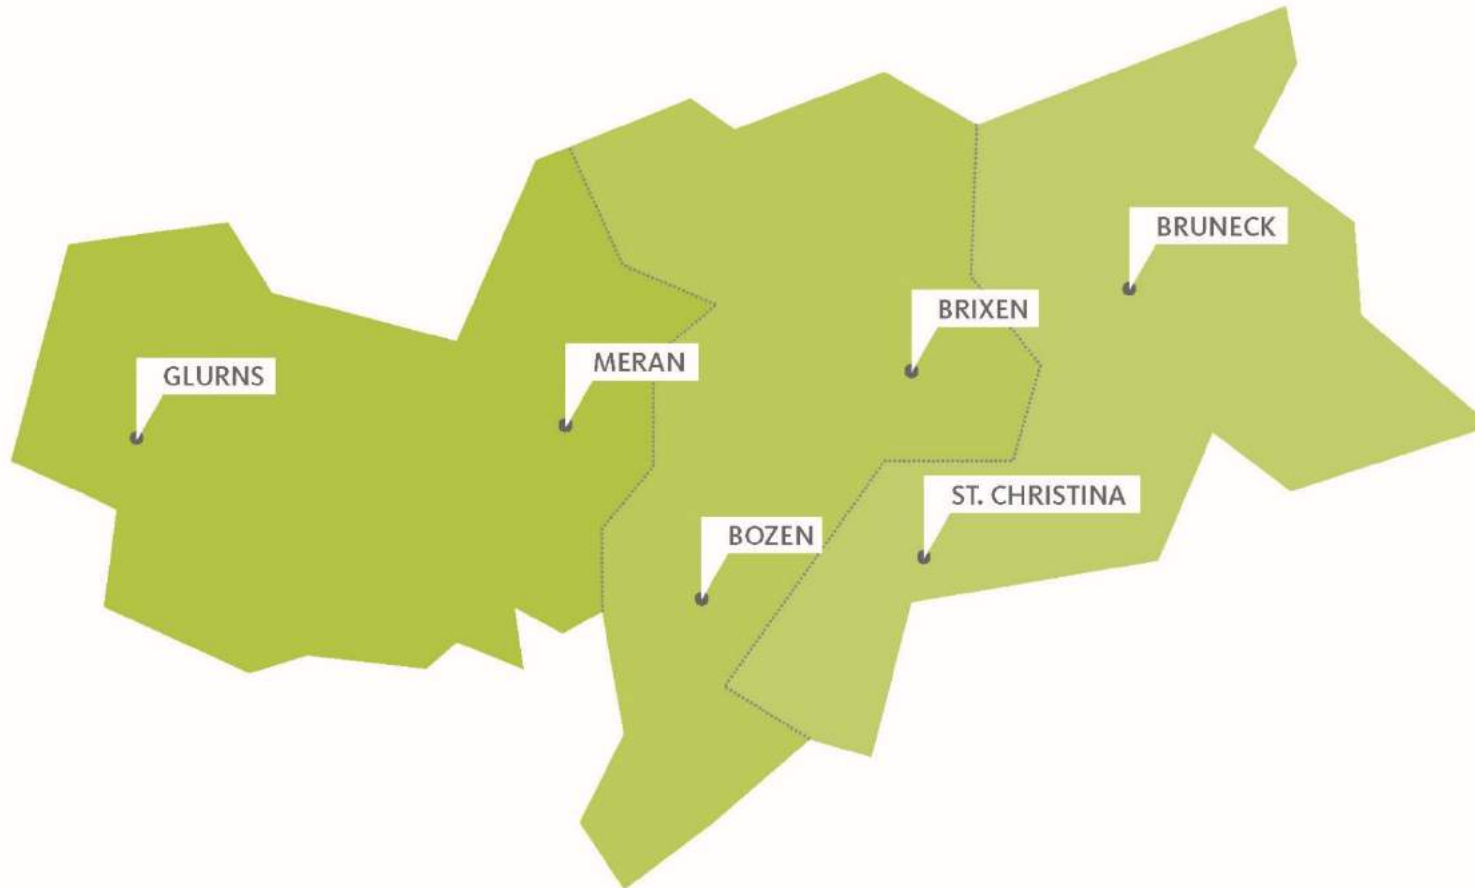 BRUNECK
BRIXEN
MERAN
GLURNS
ST. CHRISTINA
BOZEN